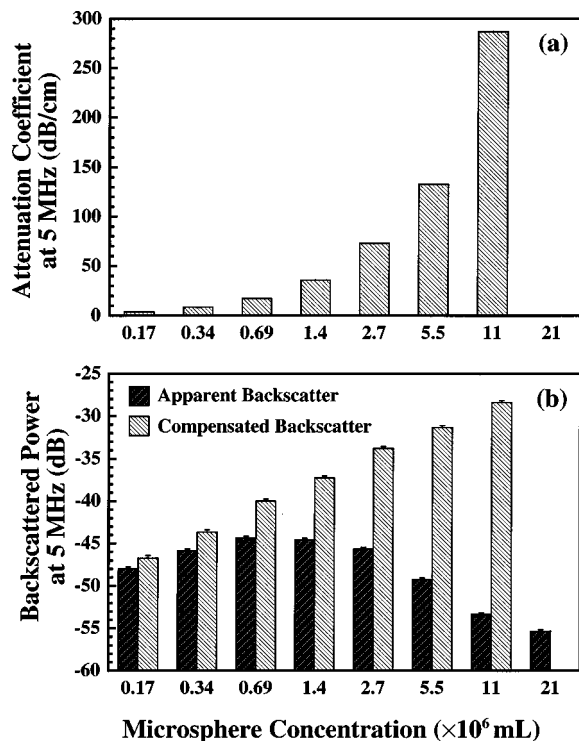 300
250
200
150
100
50
0
Attenuation Coefficient
at 5 MHz (dB/cm)
(a)
0.17 0.34 0.69 1.4 2.7 5.5 11 21
-25
-30
-35
-40
-45
-50
-55
-60
Backscattered Power
at 5 MHz (dB)
Apparent Backscatter
Compensated Backscatter
(b)
0.17 0.34 0.69 1.4 2.7 5.5 11 21
Microsphere Concentration (×10⁶ mL)